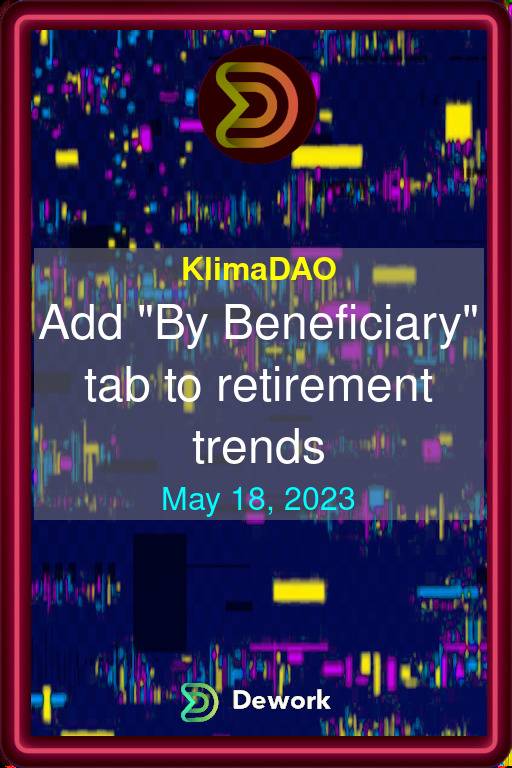 KlimaDAO
Add "By Beneficiary"
tab to retirement
trends
May 18, 2023
Dework